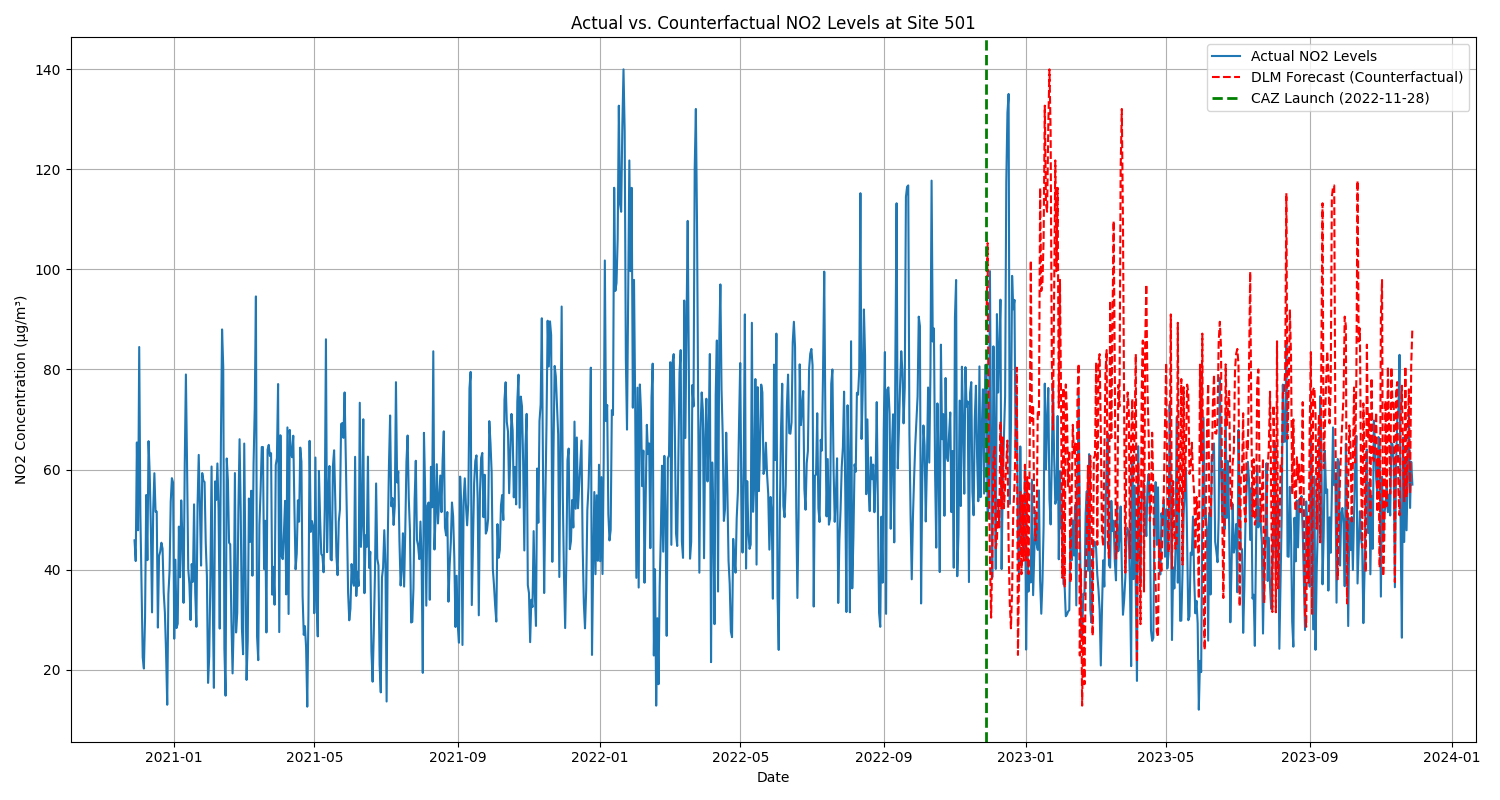 Actual vs. Counterfactual NO2 Levels at Site 501
Actual NO2 Levels
DLM Forecast (Counterfactual)
CAZ Launch (2022-11-28)
NO2 Concentration (µg/m³)
140
120
100
80
60
40
20
2021-01
2021-05
2021-09
2022-01
2022-05
2022-09
2023-01
2023-05
2023-09
2024-01
Date